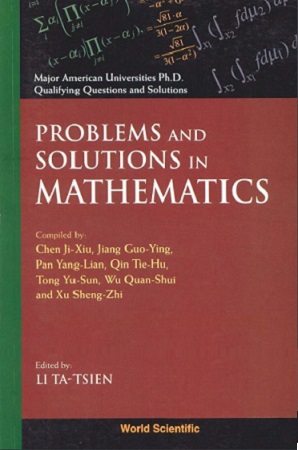 Major American Universities Ph.D.
Qualifying Questions and Solutions
PROBLEMS AND
SOLUTIONS IN
MATHEMATICS
Compiled by:
Chen Ji-Xiu, Jiang Guo-Ying,
Pan Yang-Lian, Qin Tie-Hu,
Tong Yu-Sun, Wu Quan-Shui
and Xu Sheng-Zhi
Edited by:
LI TA-TSIEN
World Scientific